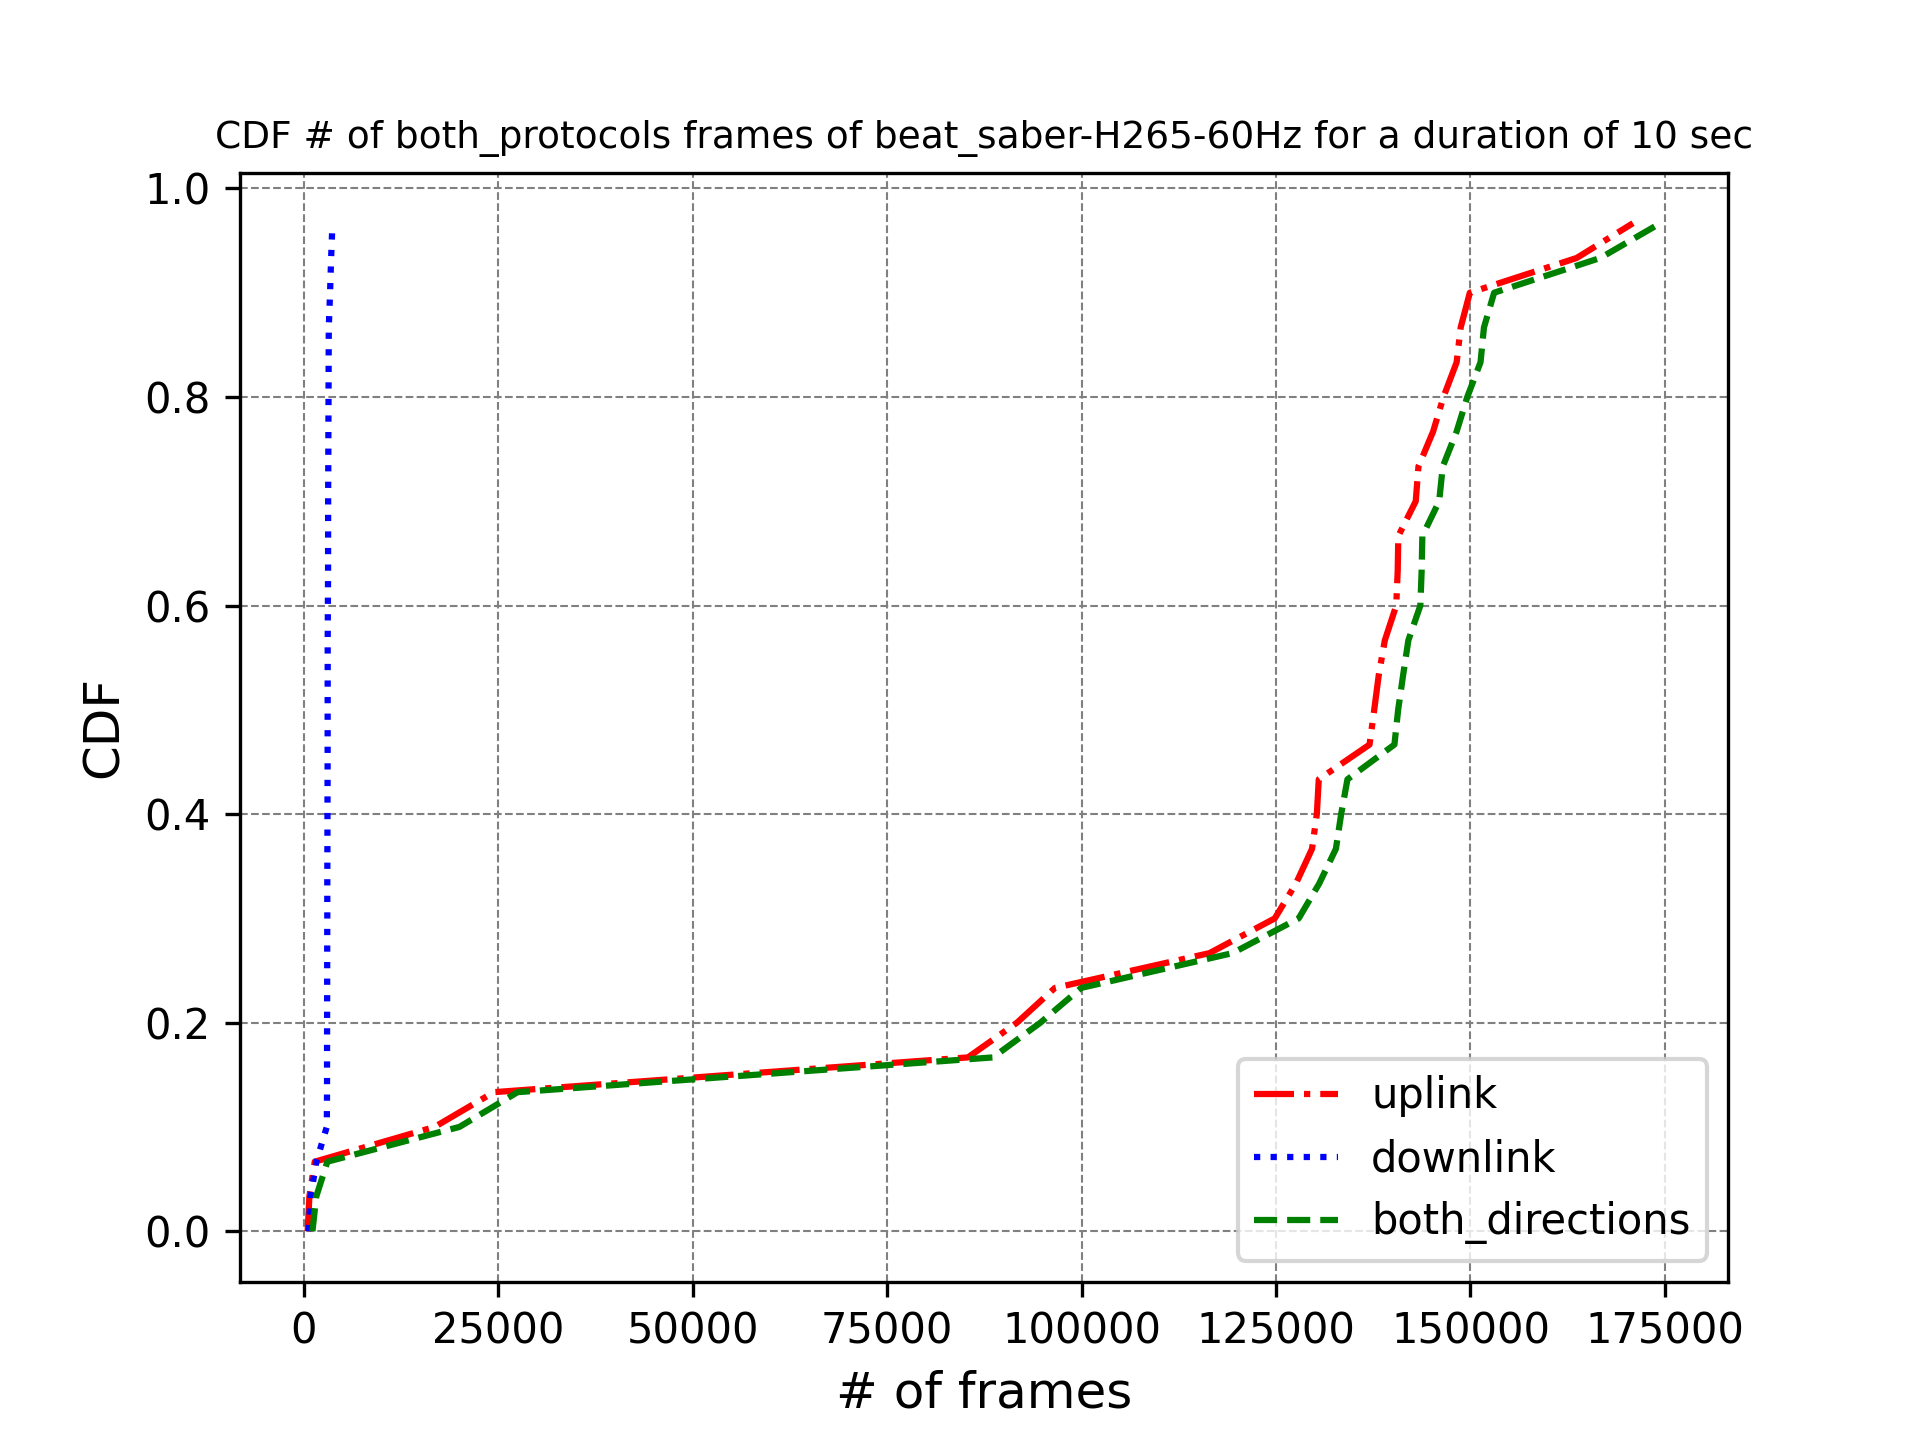 CDF # of both_protocols frames of beat_saber-H265-60Hz for a duration of 10 sec
1.0
0.8
0.6
0.4
0.2
0.0
CDF
uplink
downlink
both_directions
0 25000 50000 75000 100000 125000 150000 175000
# of frames